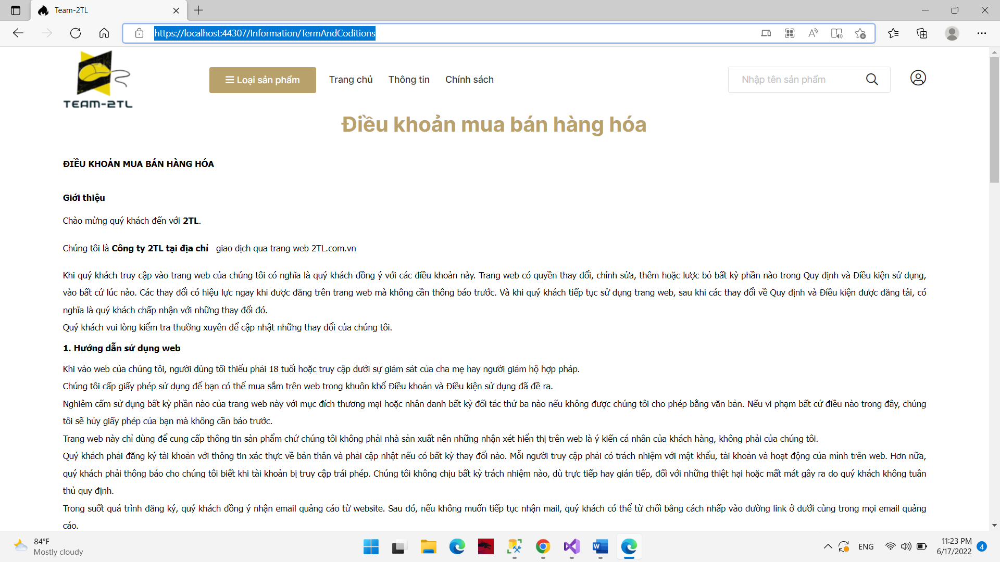 Team-2TL
https://localhost:44307/Information/TermAndCoditions
TEAM-2TL
Loại sản phẩm
Trang chủ
Thông tin
Chính sách
Nhập tên sản phẩm
Điều khoản mua bán hàng hóa
ĐIỀU KHOẢN MUA BÁN HÀNG HÓA
Giới thiệu
Chào mừng quý khách đến với 2TL.
Chúng tôi là Công ty 2TL tại địa chỉ giao dịch qua trang web 2TL.com.vn
Khi quý khách truy cập vào trang web của chúng tôi có nghĩa là quý khách đồng ý với các điều khoản này. Trang web có quyền thay đổi, chỉnh sửa, thêm hoặc lược bỏ bất kỳ phần nào trong Quy định và Điều kiện sử dụng,
vào bất cứ lúc nào. Các thay đổi có hiệu lực ngay khi được đăng trên trang web mà không cần thông báo trước. Và khi quý khách tiếp tục sử dụng trang web, sau khi các thay đổi về Quy định và Điều kiện được đăng tải, có
nghĩa là quý khách chấp nhận với những thay đổi đó.
Quý khách vui lòng kiểm tra thường xuyên để cập nhật những thay đổi của chúng tôi.
1. Hướng dẫn sử dụng web
Khi vào web của chúng tôi, người dùng tối thiểu phải 18 tuổi hoặc truy cập dưới sự giám sát của cha mẹ hay người giám hộ hợp pháp.
Chúng tôi cấp giấy phép sử dụng để bạn có thể mua sắm trên web trong khuôn khổ Điều khoản và Điều kiện sử dụng đã đề ra.
Nghiêm cấm sử dụng bất kỳ phần nào của trang web này với mục đích thương mại hoặc nhân danh bất kỳ đối tác thứ ba nào nếu không được chúng tôi cho phép bằng văn bản. Nếu vi phạm bất cứ điều nào trong đây, chúng
tôi sẽ hủy giấy phép của bạn mà không cần báo trước.
Trang web này chỉ dùng để cung cấp thông tin sản phẩm chứ chúng tôi không phải nhà sản xuất nên những nhận xét hiển thị trên web là ý kiến cá nhân của khách hàng, không phải của chúng tôi.
Quý khách phải đăng ký tài khoản với thông tin xác thực về bản thân và phải cập nhật nếu có bất kỳ thay đổi nào. Mỗi người truy cập phải có trách nhiệm với mật khẩu, tài khoản và hoạt động của mình trên web. Hơn nữa,
quý khách phải thông báo cho chúng tôi biết khi tài khoản bị truy cập trái phép. Chúng tôi không chịu bất kỳ trách nhiệm nào, dù trực tiếp hay gián tiếp, đối với những thiệt hại hoặc mất mát gây ra do quý khách không tuân
thủ quy định.
Trong suốt quá trình đăng ký, quý khách đồng ý nhận email quảng cáo từ website. Sau đó, nếu không muốn tiếp tục nhận mail, quý khách có thể từ chối bằng cách nhấp vào đường link ở dưới cùng trong mọi email quảng
cáo.
84°F
Mostly cloudy
ENG
11:23 PM
6/17/2022
4